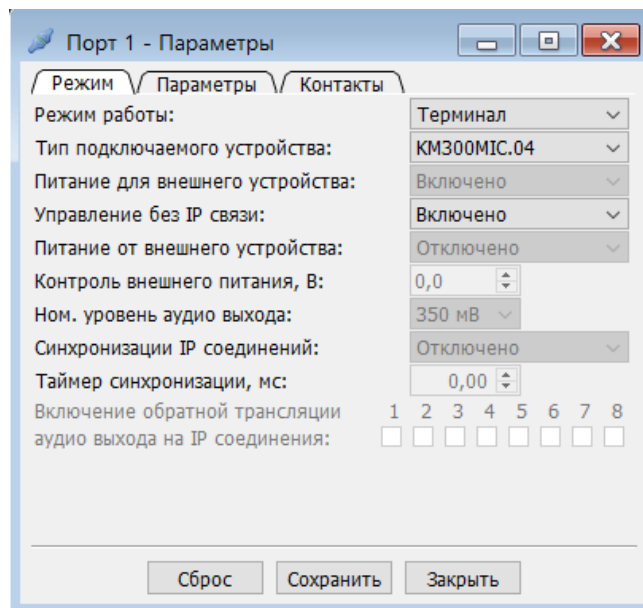 Порт 1 - Параметры
Режим Параметры Контакты
Режим работы: Терминал
Тип подключаемого устройства: KM300MIC.04
Питание для внешнего устройства: Включено
Управление без IP связи: Включено
Питание от внешнего устройства: Отключено
Контроль внешнего питания, В: 0,0
Ном. уровень аудио выхода: 350 мВ
Синхронизации IP соединений: Отключено
Таймер синхронизации, мс: 0,00
Включение обратной трансляции 1 2 3 4 5 6 7 8
аудио выхода на IP соединения:
Сброс Сохранить Закрыть